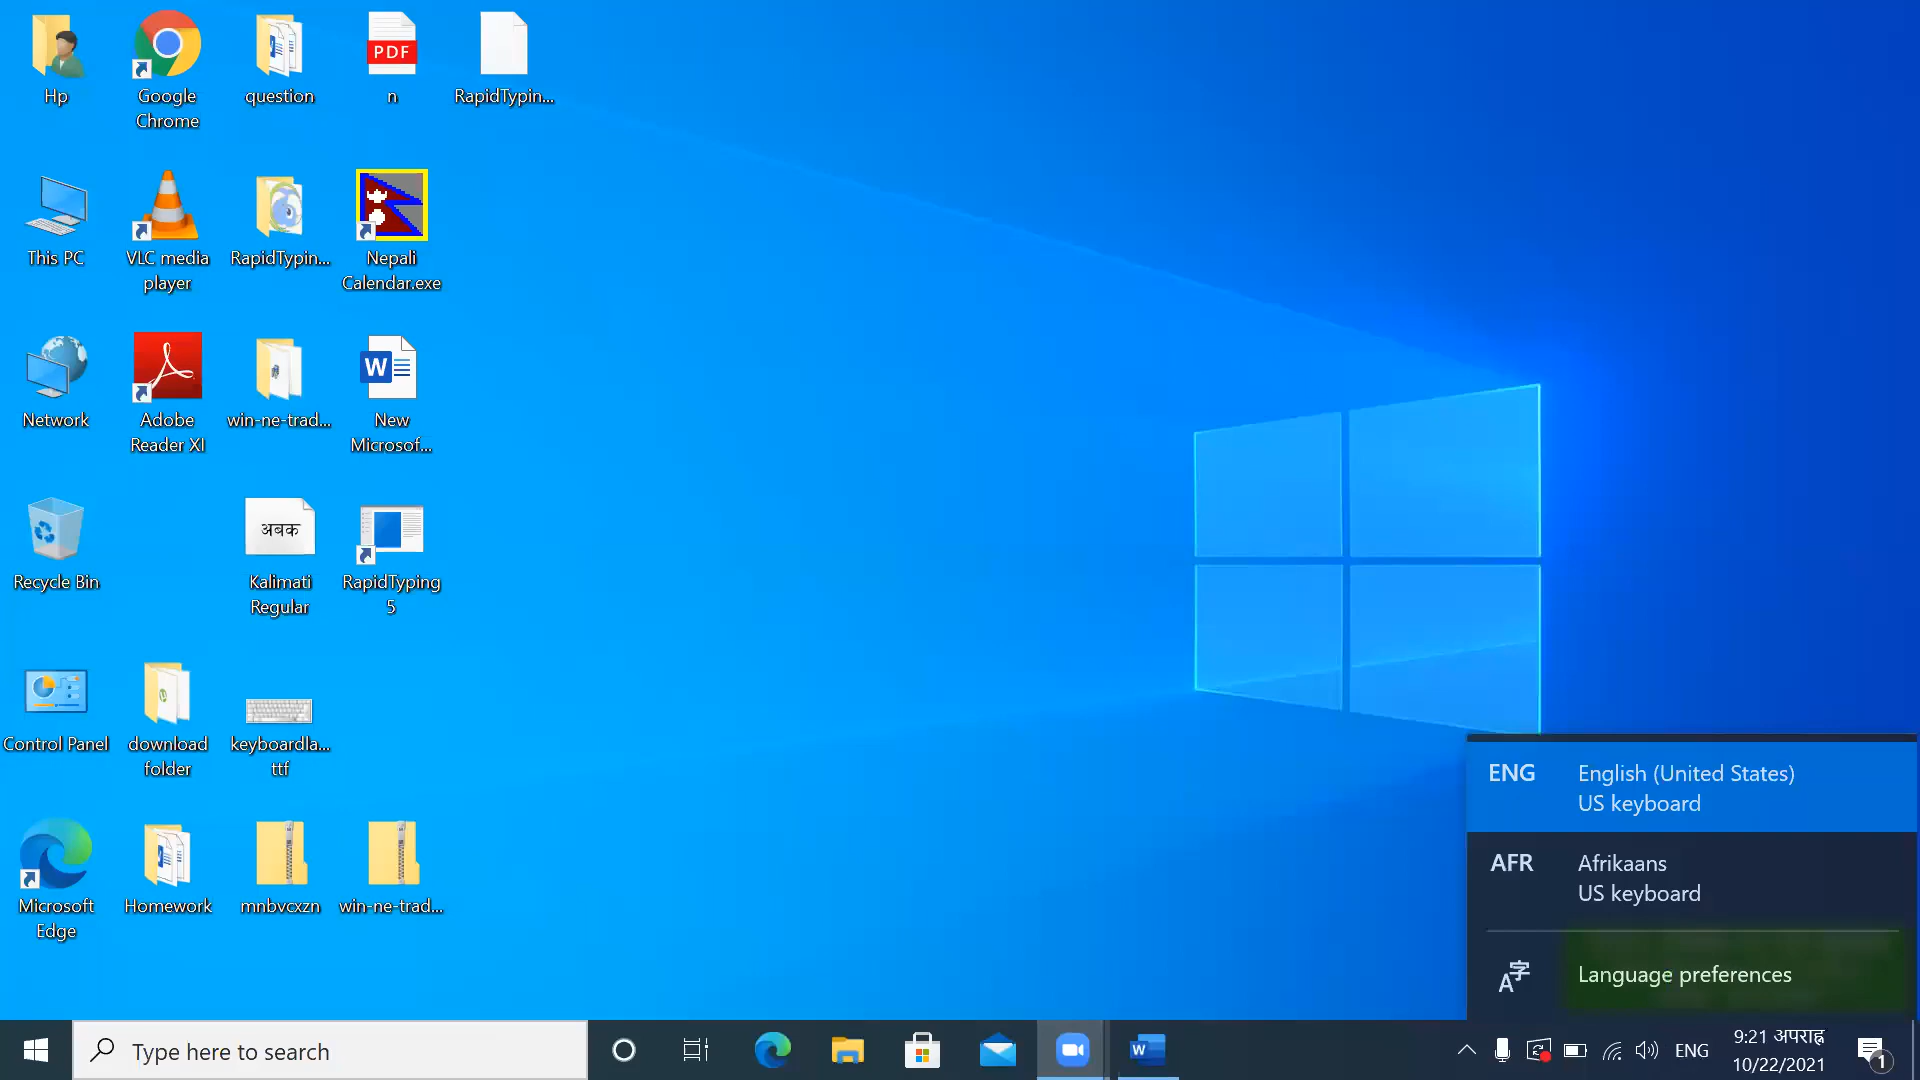 Hp
Google
Chrome
question
PDF
n
RapidTypin...
This PC
VLC media
player
RapidTypin...
Nepali
Calendar.exe
Network
Adobe
Reader XI
win-ne-trad...
W
New
Microsof...
Recycle Bin
अबक
Kalimati
Regular
RapidTyping
5
Control Panel
download
folder
keyboardla...
ttf
Microsoft
Edge
Homework
mnbvcxzn
win-ne-trad...
ENG English (United States)
US keyboard
AFR Afrikaans
US keyboard
A字 Language preferences
Type here to search
W
ENG
9:21 अपराह्न
10/22/2021
1